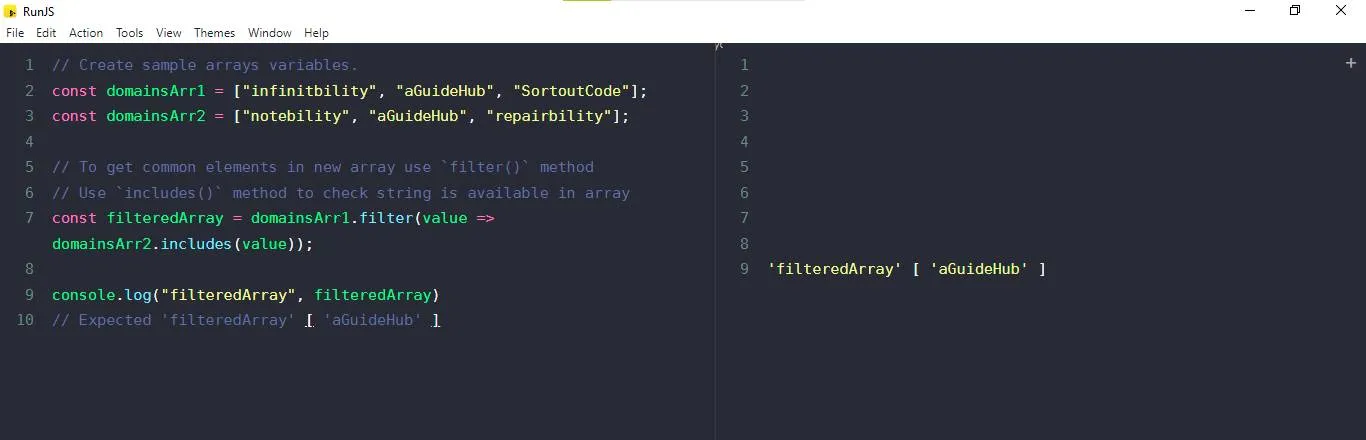 RunJS
File Edit Action Tools View Themes Window Help
1 // Create sample arrays variables.
2 const domainsArr1 = ["infinitbility", "aGuideHub", "SortoutCode"];
3 const domainsArr2 = ["notebility", "aGuideHub", "repairbility"];
4
5 // To get common elements in new array use `filter()` method
6 // Use `includes()` method to check string is available in array
7 const filteredArray = domainsArr1.filter(value =>
domainsArr2.includes(value));
8
9 console.log("filteredArray", filteredArray)
10 // Expected 'filteredArray' [ 'aGuideHub' ]
1
2
3
4
5
6
7
8
9 'filteredArray' [ 'aGuideHub' ]